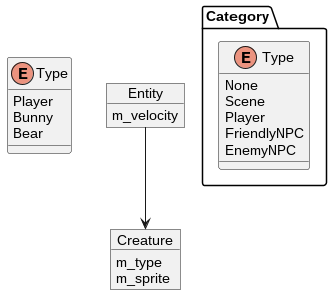 Category
E Type
Player
Bunny
Bear
Entity
m_velocity
E Type
None
Scene
Player
FriendlyNPC
EnemyNPC
Creature
m_type
m_sprite